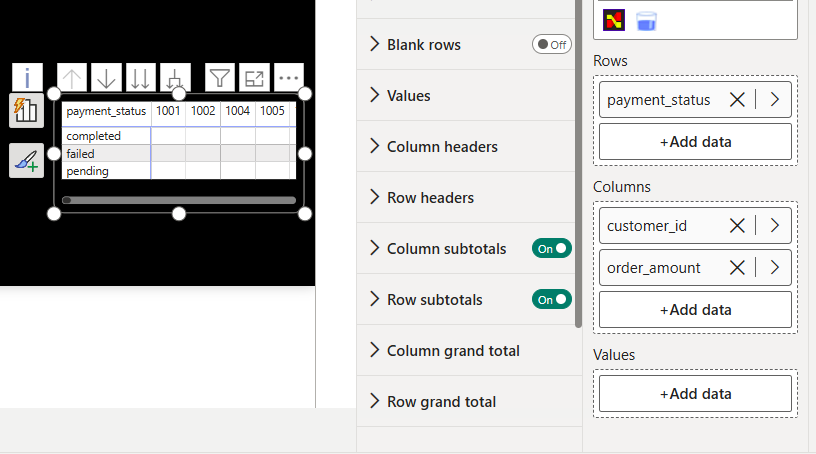 payment_status 1001 1002 1004 1005
completed
failed
pending
Blank rows Off
Values
Column headers
Row headers
Column subtotals On
Row subtotals On
Column grand total
Row grand total
Rows
payment_status
+Add data
Columns
customer_id
order_amount
+Add data
Values
+Add data